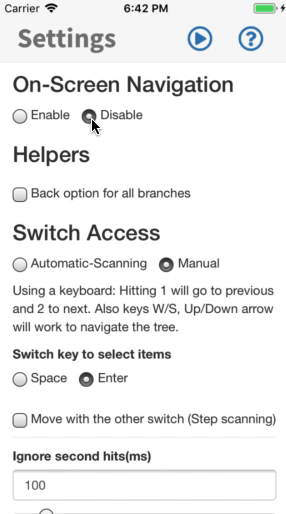 Carrier 6:42 PM
Settings
On-Screen Navigation
Enable Disable
Helpers
Back option for all branches
Switch Access
Automatic-Scanning Manual
Using a keyboard: Hitting 1 will go to previous
and 2 to next. Also keys W/S, Up/Down arrow
will work to navigate the tree.
Switch key to select items
Space Enter
Move with the other switch (Step scanning)
Ignore second hits(ms)
100